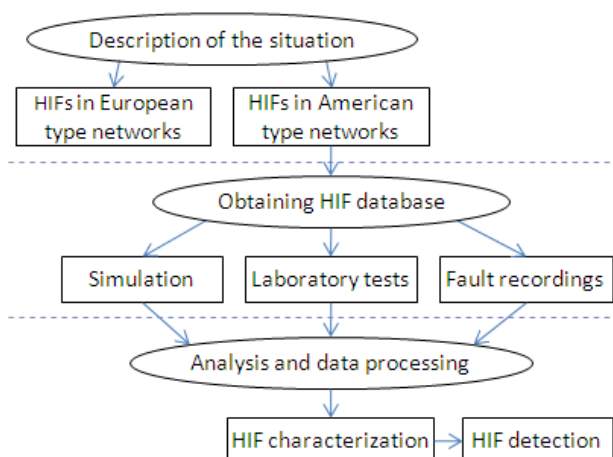 Description of the situation
HIFs in European
type networks
HIFs in American
type networks
Obtaining HIF database
Simulation
Laboratory tests
Fault recordings
Analysis and data processing
HIF characterization
HIF detection